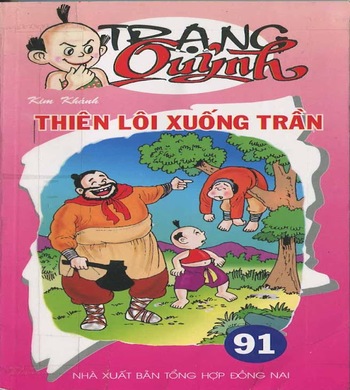 TRẠNG
Quỳnh
Kim Khánh
THIÊN LÔI XUỐNG TRẦN
91
NHÀ XUẤT BẢN TỔNG HỢP ĐỒNG NAI